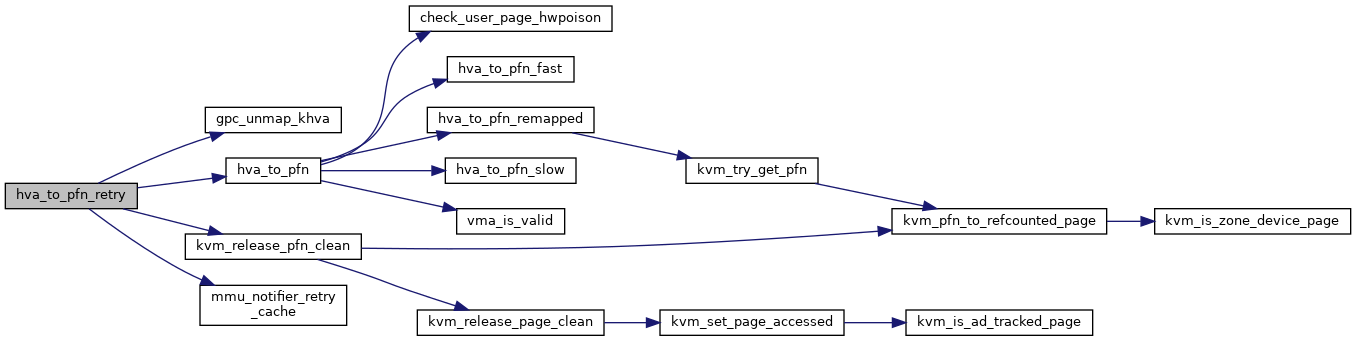 check_user_page_hwpoison
hva_to_pfn_fast
gpc_unmap_khva
hva_to_pfn_remapped
hva_to_pfn
hva_to_pfn_slow
kvm_try_get_pfn
hva_to_pfn_retry
vma_is_valid
kvm_pfn_to_refcounted_page
kvm_is_zone_device_page
kvm_release_pfn_clean
mmu_notifier_retry
_cache
kvm_release_page_clean
kvm_set_page_accessed
kvm_is_ad_tracked_page